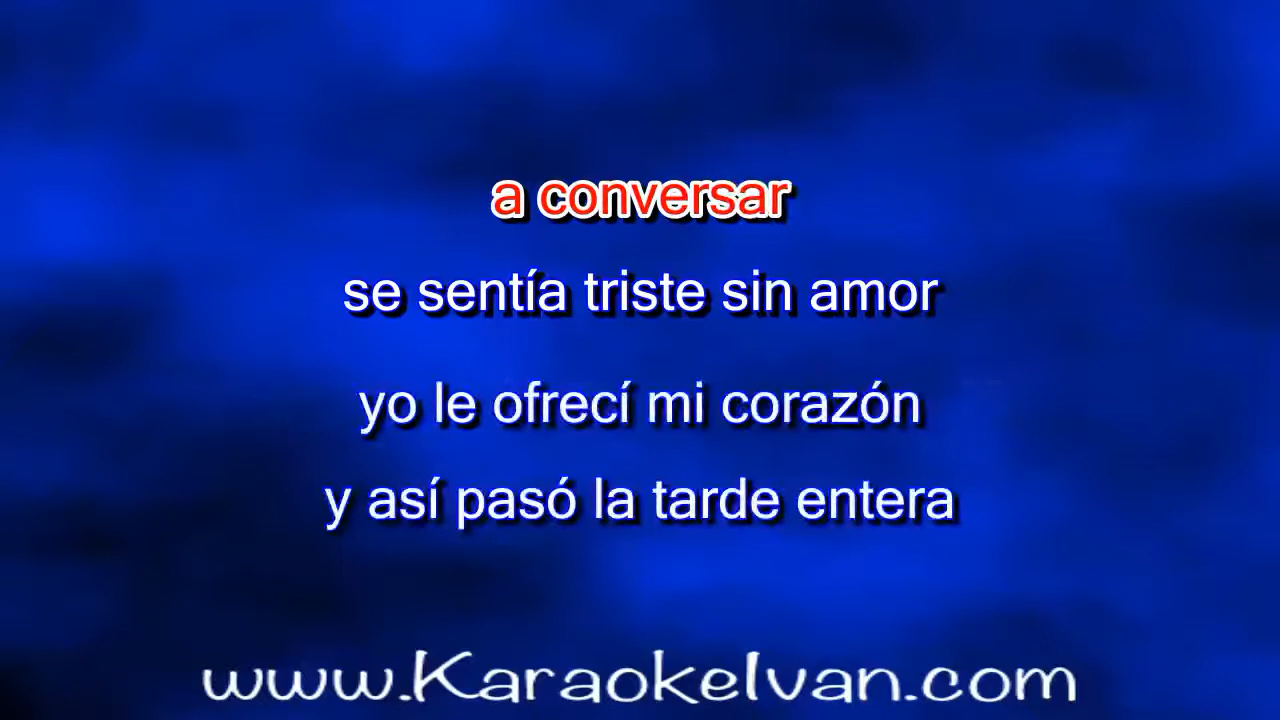 a conversar
se sentía triste sin amor
yo le ofrecí mi corazón
y así pasó la tarde entera
www.KaraokeIvan.com